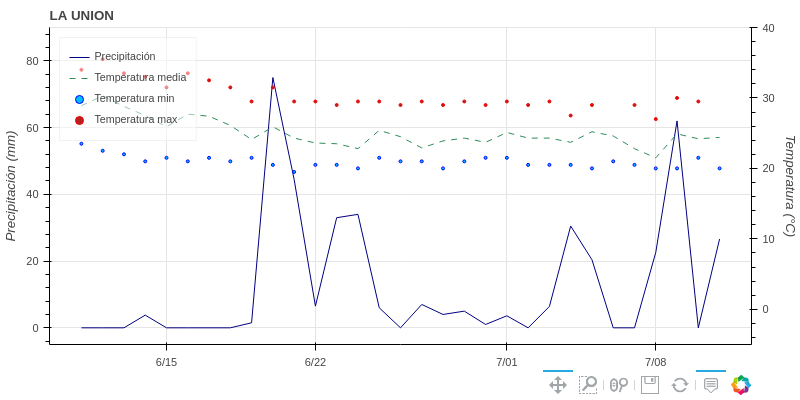 LA UNION
Precipitación
Temperatura media
Temperatura min
Temperatura max
Precipitación (mm)
80
60
40
20
0
40
30
20
10
0
Temperatura (°C)
6/15
6/22
7/01
7/08